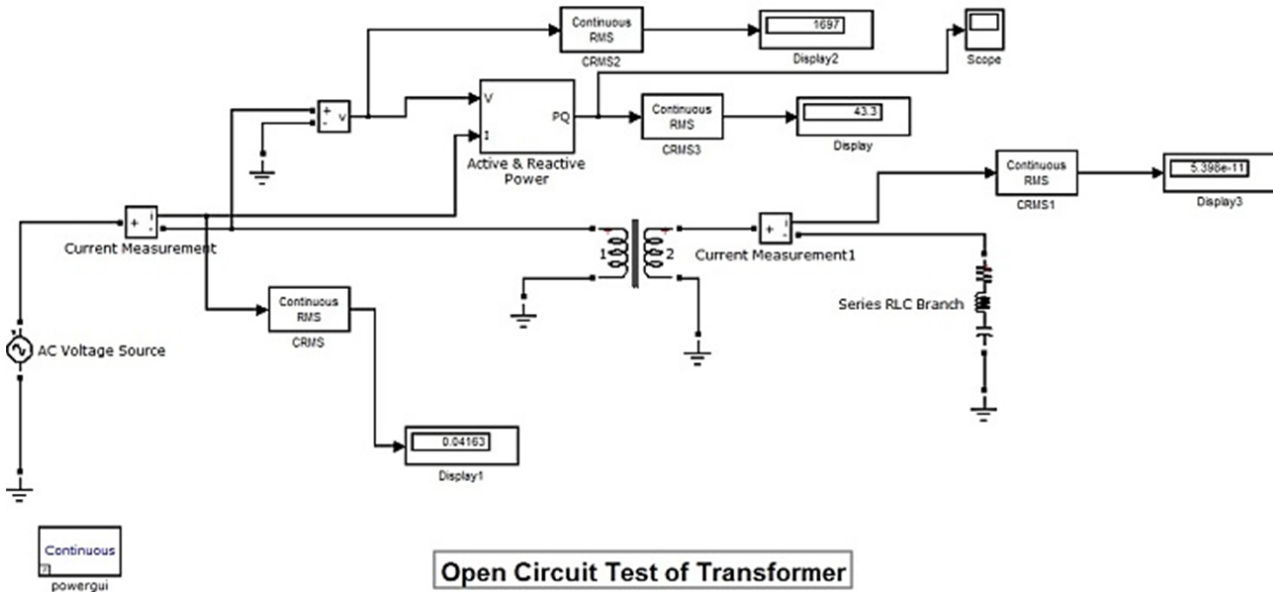 Continuous
RMS
CRMS2
1697
Display2
Scope
+
-
v
V
I
PQ
Active & Reactive
Power
Continuous
RMS
CRMS3
43.3
Display
Continuous
RMS
CRMS1
5.398e-11
Display3
+
i
-
Current Measurement
1
2
+
i
-
Current Measurement1
Series RLC Branch
Continuous
RMS
CRMS
AC Voltage Source
0.04163
Display1
Continuous
powergui
Open Circuit Test of Transformer